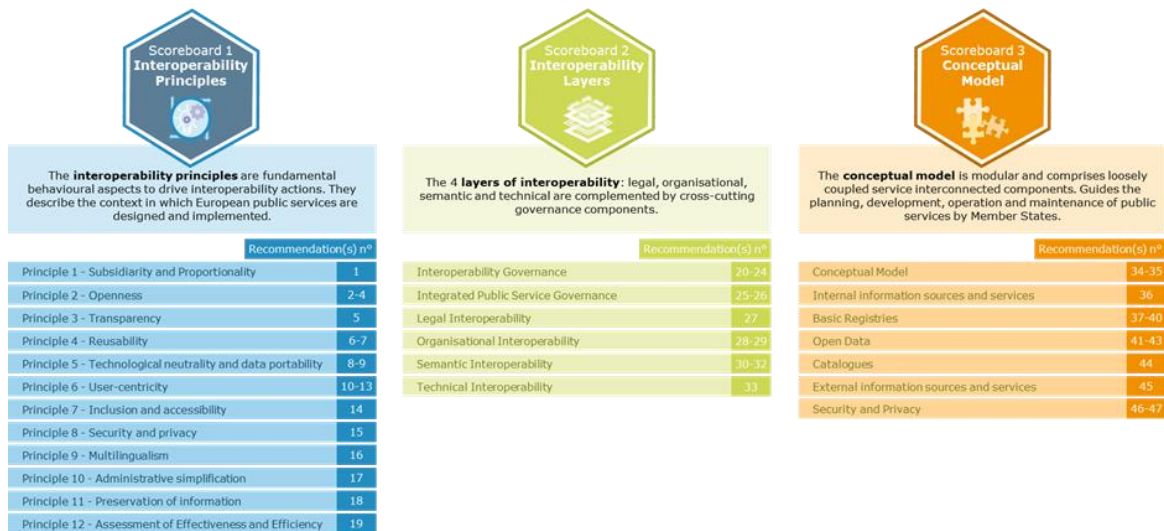 Scoreboard 1
Interoperability
Principles
The interoperability principles are fundamental
behavioural aspects to drive interoperability actions. They
describe the context in which European public services are
designed and implemented.
Recommendation(s) n°
Principle 1 - Subsidiarity and Proportionality 1
Principle 2 - Openness 2-4
Principle 3 - Transparency 5
Principle 4 - Reusability 6-7
Principle 5 - Technological neutrality and data portability 8-9
Principle 6 - User-centricity 10-13
Principle 7 - Inclusion and accessibility 14
Principle 8 - Security and privacy 15
Principle 9 - Multilingualism 16
Principle 10 - Administrative simplification 17
Principle 11 - Preservation of information 18
Principle 12 - Assessment of Effectiveness and Efficiency 19
Scoreboard 2
Interoperability
Layers
The 4 layers of interoperability: legal, organisational,
semantic and technical are complemented by cross-cutting
governance components.
Recommendation(s) n°
Interoperability Governance 20-24
Integrated Public Service Governance 25-26
Legal Interoperability 27
Organisational Interoperability 28-29
Semantic Interoperability 30-32
Technical Interoperability 33
Scoreboard 3
Conceptual
Model
The conceptual model is modular and comprises loosely
coupled service interconnected components. Guides the
planning, development, operation and maintenance of public
services by Member States.
Recommendation(s) n°
Conceptual Model 34-35
Internal information sources and services 36
Basic Registries 37-40
Open Data 41-43
Catalogues 44
External information sources and services 45
Security and Privacy 46-47